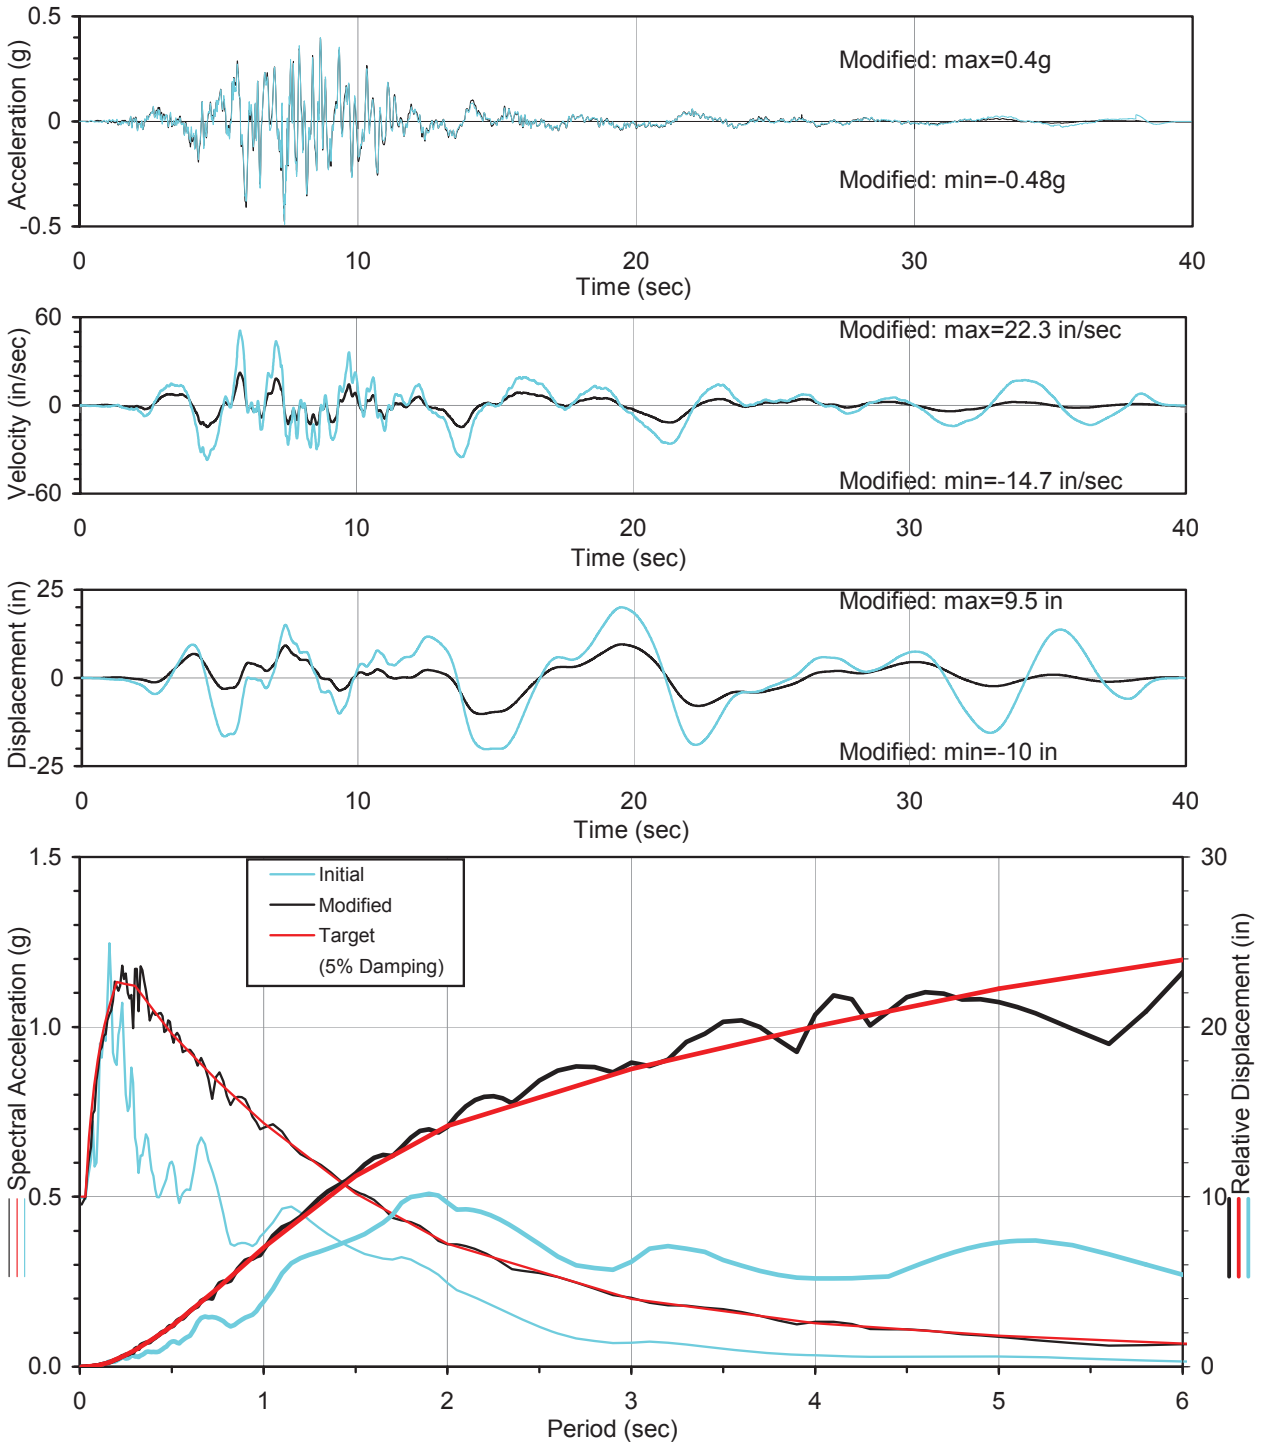 0.5
Modified: max=0.4g
Acceleration (g)
0
Modified: min=-0.48g
-0.5
0 10 20 30 40
Time (sec)
60
Modified: max=22.3 in/sec
Velocity (in/sec)
0
Modified: min=-14.7 in/sec
-60
0 10 20 30 40
Time (sec)
25
Modified: max=9.5 in
Displacement (in)
0
Modified: min=-10 in
-25
0 10 20 30 40
Time (sec)
1.5 30
Initial
Modified
Target
(5% Damping)
Spectral Acceleration (g)
Relative Displacement (in)
1.0 20
0.5 10
0.0 0
0 1 2 3 4 5 6
Period (sec)